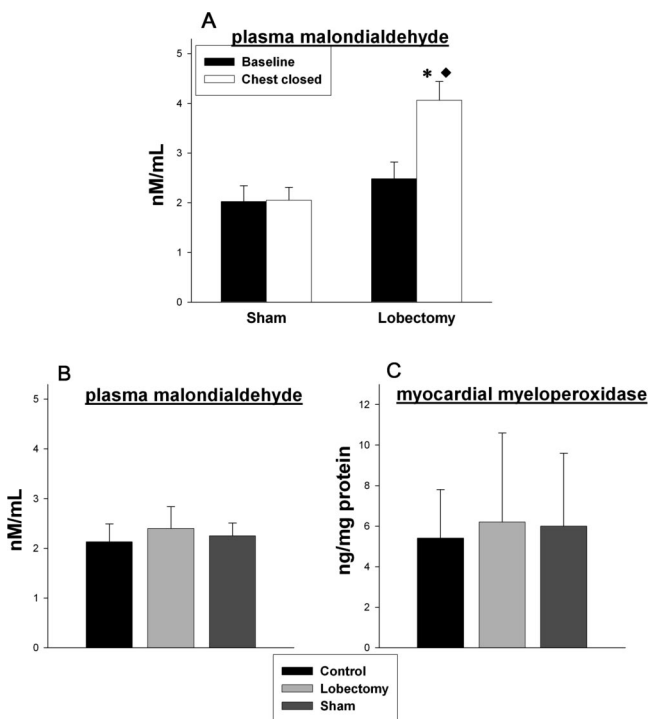 A
plasma malondialdehyde
Baseline
Chest closed
* ◆
nM/mL
5
4
3
2
1
0
Sham Lobectomy
B
plasma malondialdehyde
nM/mL
5
4
3
2
1
0
C
myocardial myeloperoxidase
ng/mg protein
12
10
8
6
4
2
0
Control
Lobectomy
Sham